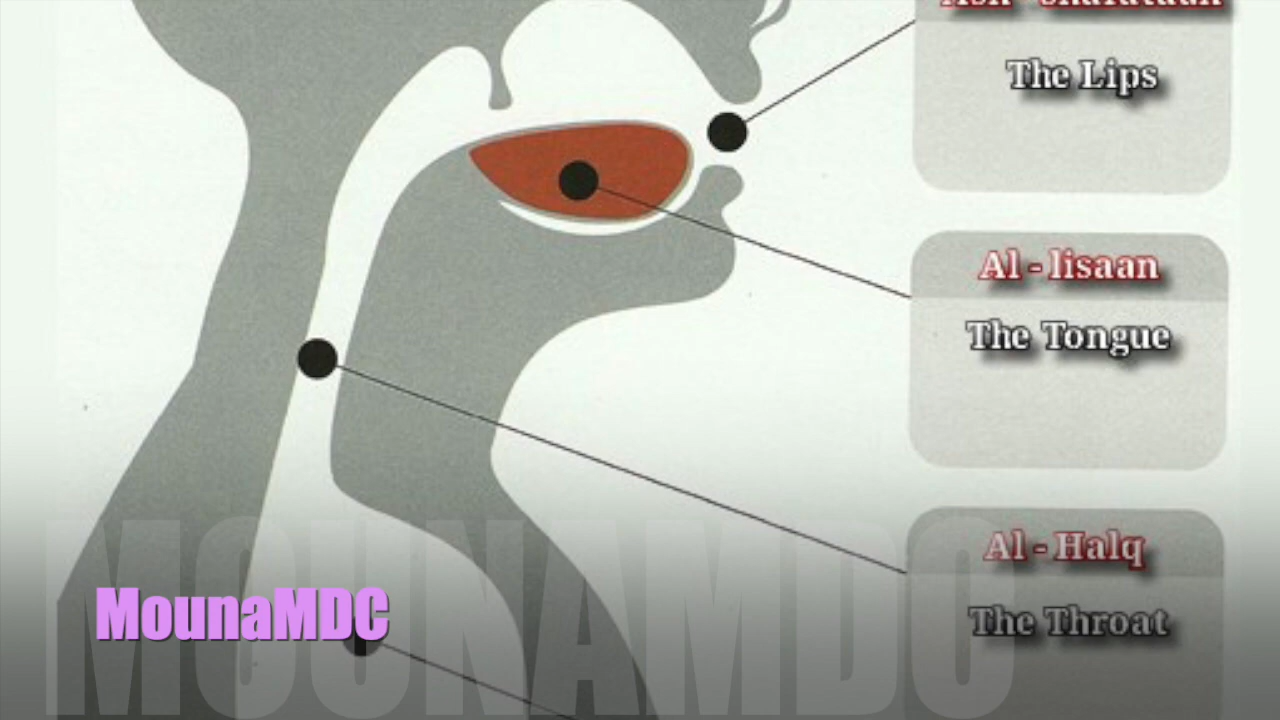 The Lips
Al - lisaan
The Tongue
Al - Halq
The Throat
MounaMDC
MOUNAMDC